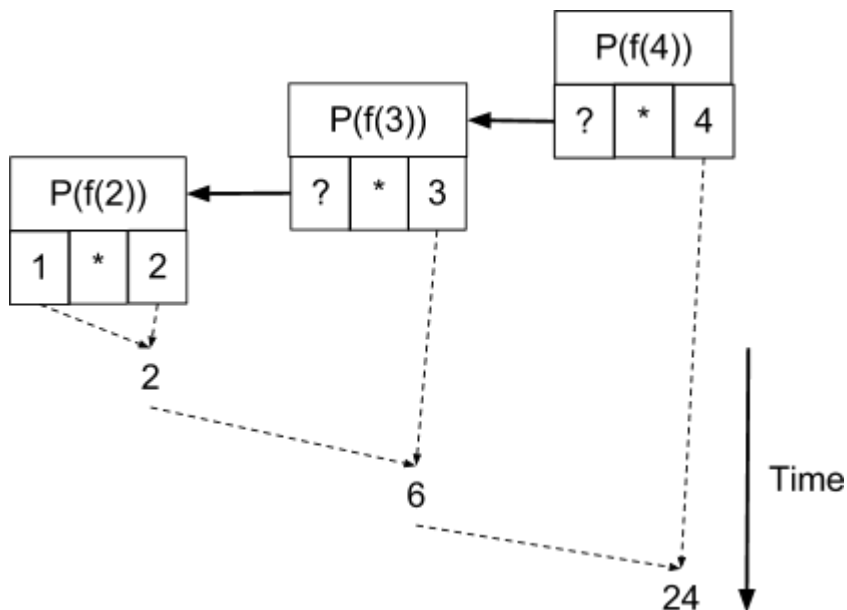 P(f(4))
? * 4
P(f(3))
? * 3
P(f(2))
1 * 2
2
6
24
Time